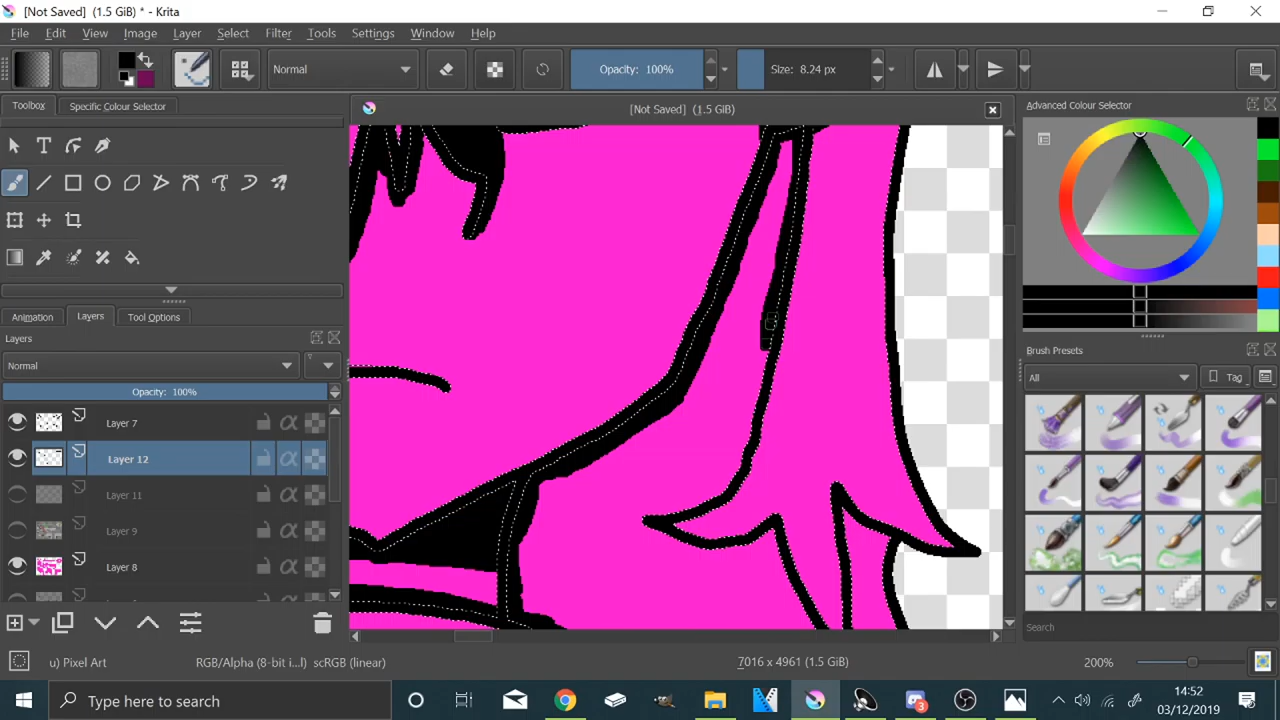 [Not Saved] (1.5 GiB) * - Krita
File Edit View Image Layer Select Filter Tools Settings Window Help
Normal Opacity: 100% Size: 8.24 px
Toolbox Specific Colour Selector
[Not Saved] (1.5 GiB)
Advanced Colour Selector
Animation Layers Tool Options
Layers
Normal
Opacity: 100%
Layer 7
Layer 12
Layer 11
Layer 9
Layer 8
Brush Presets
All Tag
Search
u) Pixel Art RGB/Alpha (8-bit i...l) scRGB (linear) 7016 x 4961 (1.5 GiB) 200%
Type here to search
3
14:52
03/12/2019